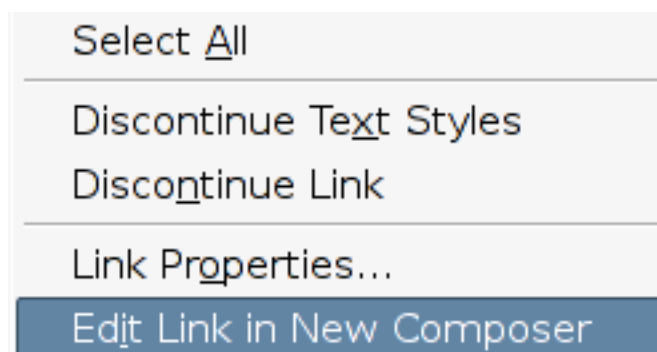 Select All
Discontinue Text Styles
Discontinue Link
Link Properties...
Edit Link in New Composer